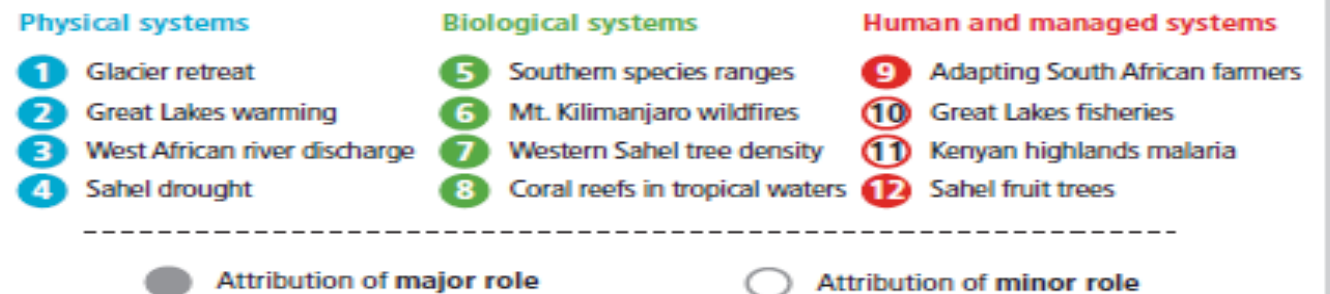 Physical systems
1 Glacier retreat
2 Great Lakes warming
3 West African river discharge
4 Sahel drought
Biological systems
5 Southern species ranges
6 Mt. Kilimanjaro wildfires
7 Western Sahel tree density
8 Coral reefs in tropical waters
Human and managed systems
9 Adapting South African farmers
10 Great Lakes fisheries
11 Kenyan highlands malaria
12 Sahel fruit trees
Attribution of major role
Attribution of minor role